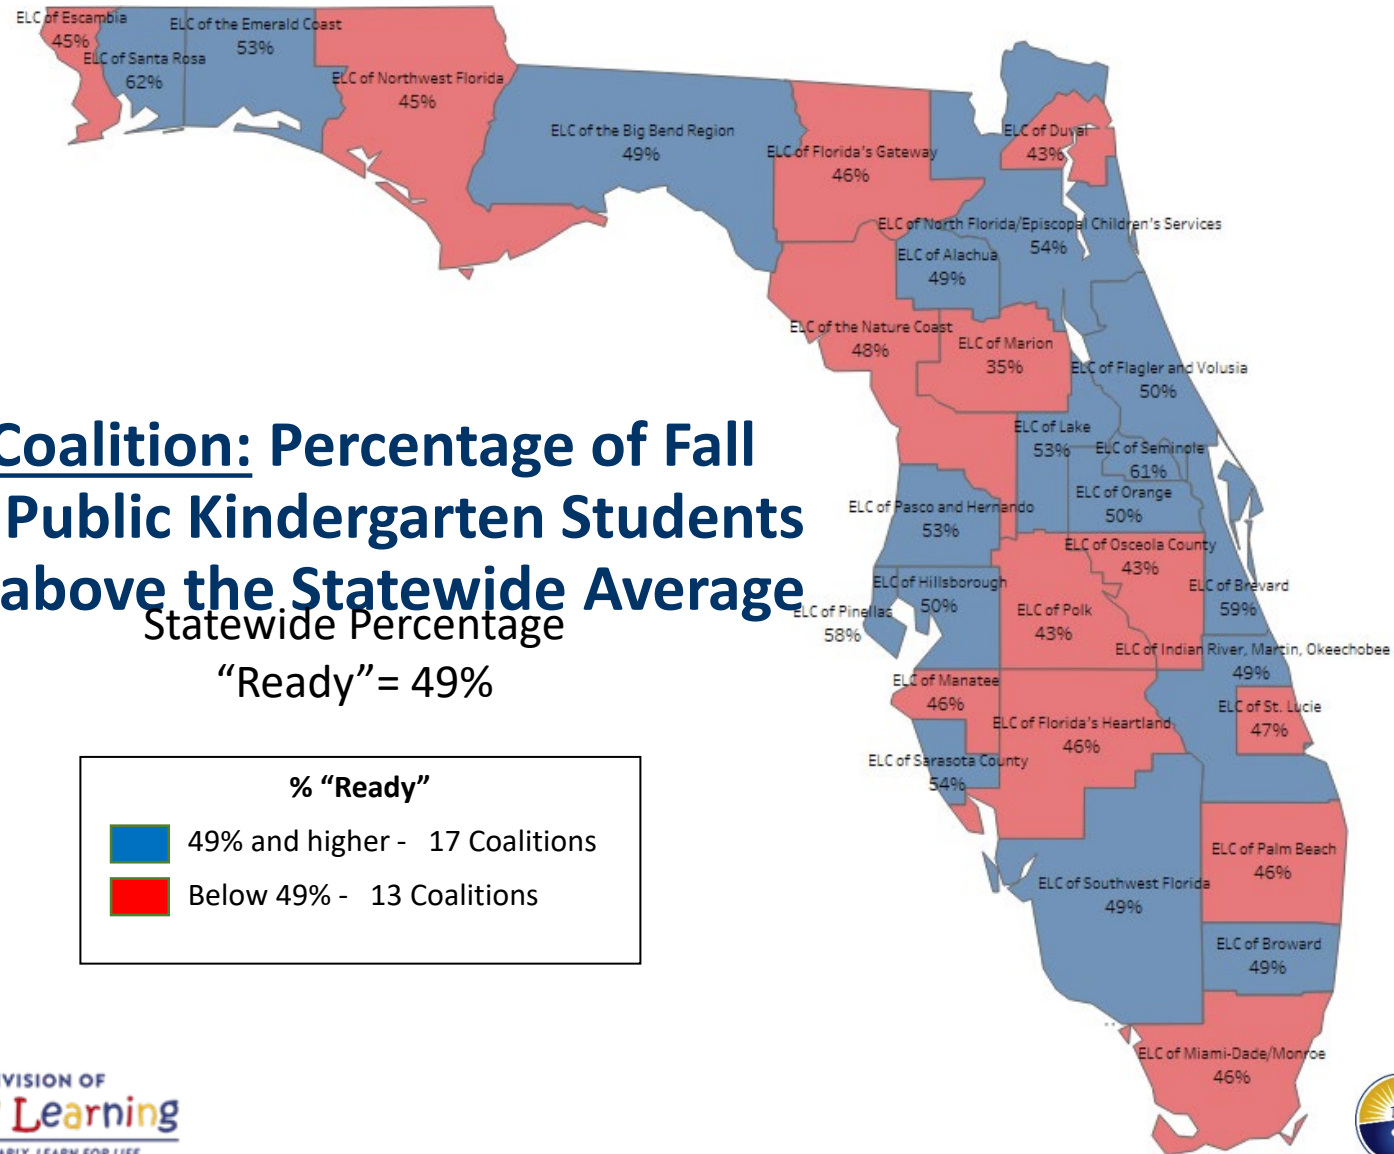 ELC of Escambia
45%
ELC of Santa Rosa
62%
ELC of the Emerald Coast
53%
ELC of Northwest Florida
45%
ELC of the Big Bend Region
49%
ELC of Florida's Gateway
46%
ELC of Duval
43%
ELC of North Florida/Episcopal Children's Services
54%
ELC of Alachua
49%
ELC of the Nature Coast
48%
ELC of Marion
35%
ELC of Flagler and Volusia
50%
ELC of Lake
53%
ELC of Seminole
61%
ELC of Orange
50%
ELC of Pasco and Hernando
53%
ELC of Osceola County
43%
ELC of Hillsborough
50%
ELC of Pinellas
58%
ELC of Polk
43%
ELC of Brevard
59%
ELC of Indian River, Martin, Okeechobee
49%
ELC of Manatee
46%
ELC of Florida's Heartland
46%
ELC of St. Lucie
47%
ELC of Sarasota County
54%
ELC of Palm Beach
46%
ELC of Southwest Florida
49%
ELC of Broward
49%
ELC of Miami-Dade/Monroe
46%
Coalition: Percentage of Fall
Public Kindergarten Students
above the Statewide Average
Statewide Percentage
“Ready”= 49%
% “Ready”
49% and higher - 17 Coalitions
Below 49% - 13 Coalitions
VISION OF
Learning
ARLY. LEARN FOR LIFE.